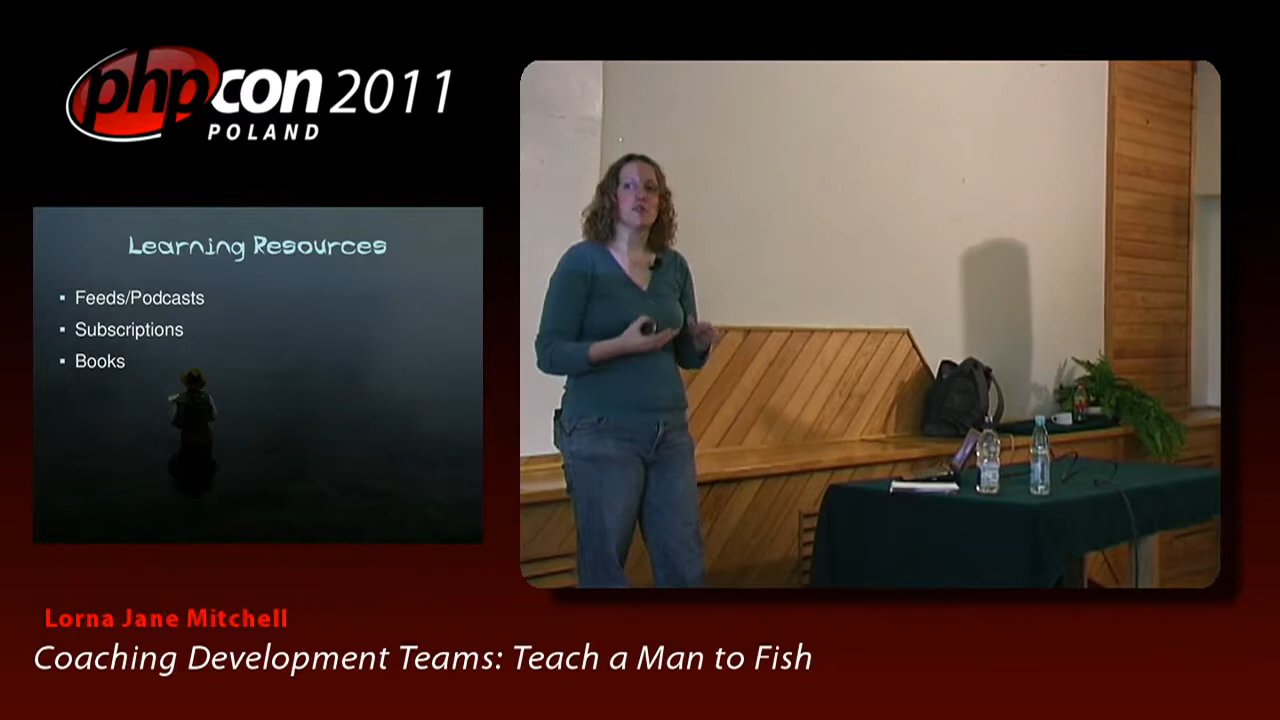 phpcon 2011
POLAND
Learning Resources
▪ Feeds/Podcasts
▪ Subscriptions
▪ Books
Lorna Jane Mitchell
Coaching Development Teams: Teach a Man to Fish